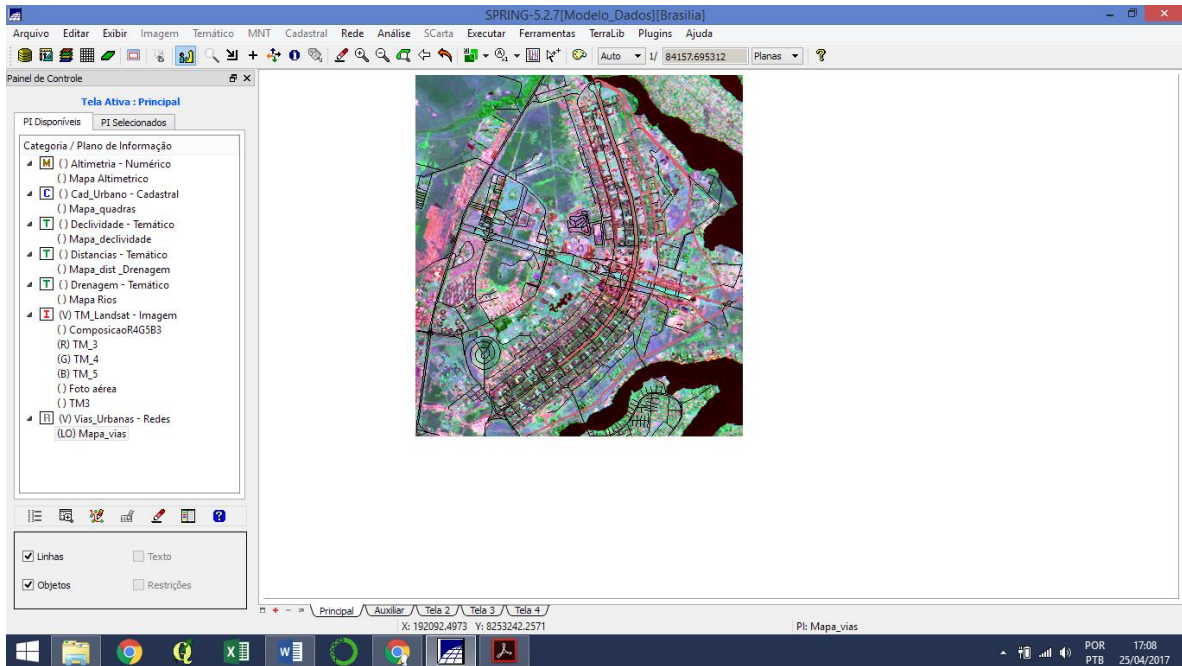 SPRING-5.2.7[Modelo_Dados][Brasilia]
Arquivo Editar Exibir Imagem Temático MNT Cadastral Rede Análise SCarta Executar Ferramentas TerraLib Plugins Ajuda
Auto 1/ 84157.695312 Planas
Painel de Controle
Tela Ativa : Principal
PI Disponíveis PI Selecionados
Categoria / Plano de Informação
M () Altimetria - Numérico
() Mapa Altimetrico
C () Cad_Urbano - Cadastral
() Mapa_quadras
T () Declividade - Temático
() Mapa_declividade
T () Distancias - Temático
() Mapa_dist _Drenagem
T () Drenagem - Temático
() Mapa Rios
I (V) TM_Landsat - Imagem
() ComposicaoR4G5B3
(R) TM_3
(G) TM_4
(B) TM_5
() Foto aérea
() TM3
R (V) Vias_Urbanas - Redes
(LO) Mapa_vias
Linhas Texto
Objetos Restrições
Principal Auxiliar Tela 2 Tela 3 Tela 4
X: 192092.4973 Y: 8253242.2571 PI: Mapa_vias
POR 17:08
PTB 25/04/2017